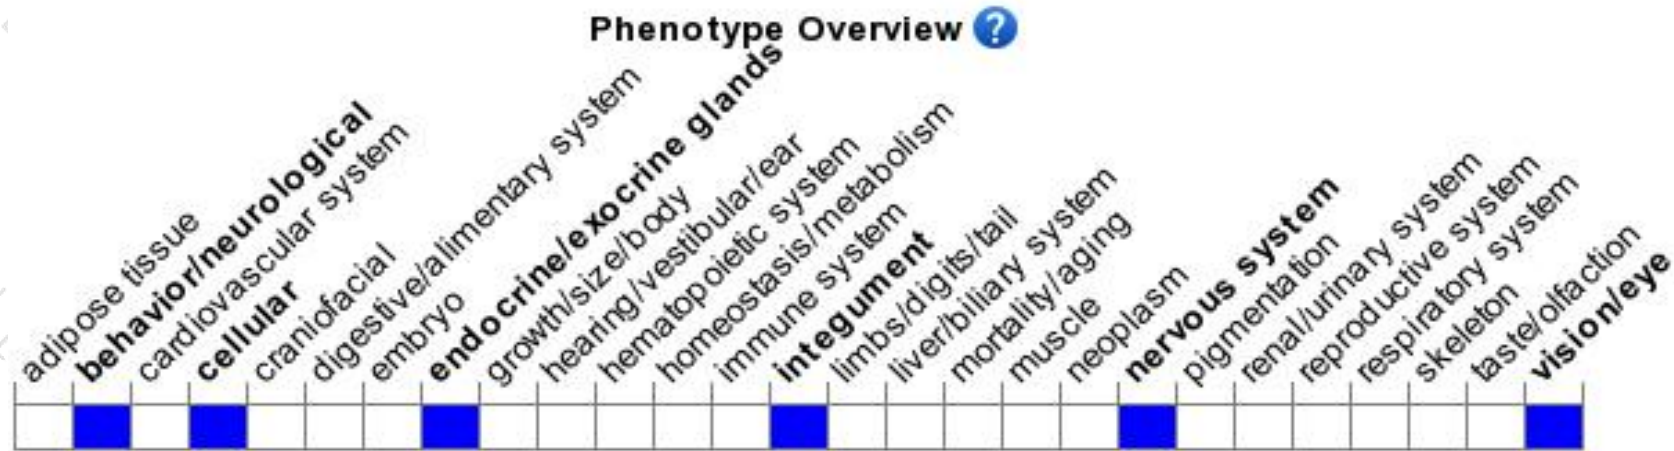 Phenotype Overview ?
adipose tissue
behavior/neurological
cardiovascular system
cellular
craniofacial
digestive/alimentary system
embryo
endocrine/exocrine glands
growth/size/body
hearing/vestibular/ear
hematopoietic system
homeostasis/metabolism
immune system
integument
limbs/digits/tail
liver/biliary system
mortality/aging
muscle
neoplasm
nervous system
pigmentation
renal/urinary system
reproductive system
respiratory system
skeleton
taste/olfaction
vision/eye